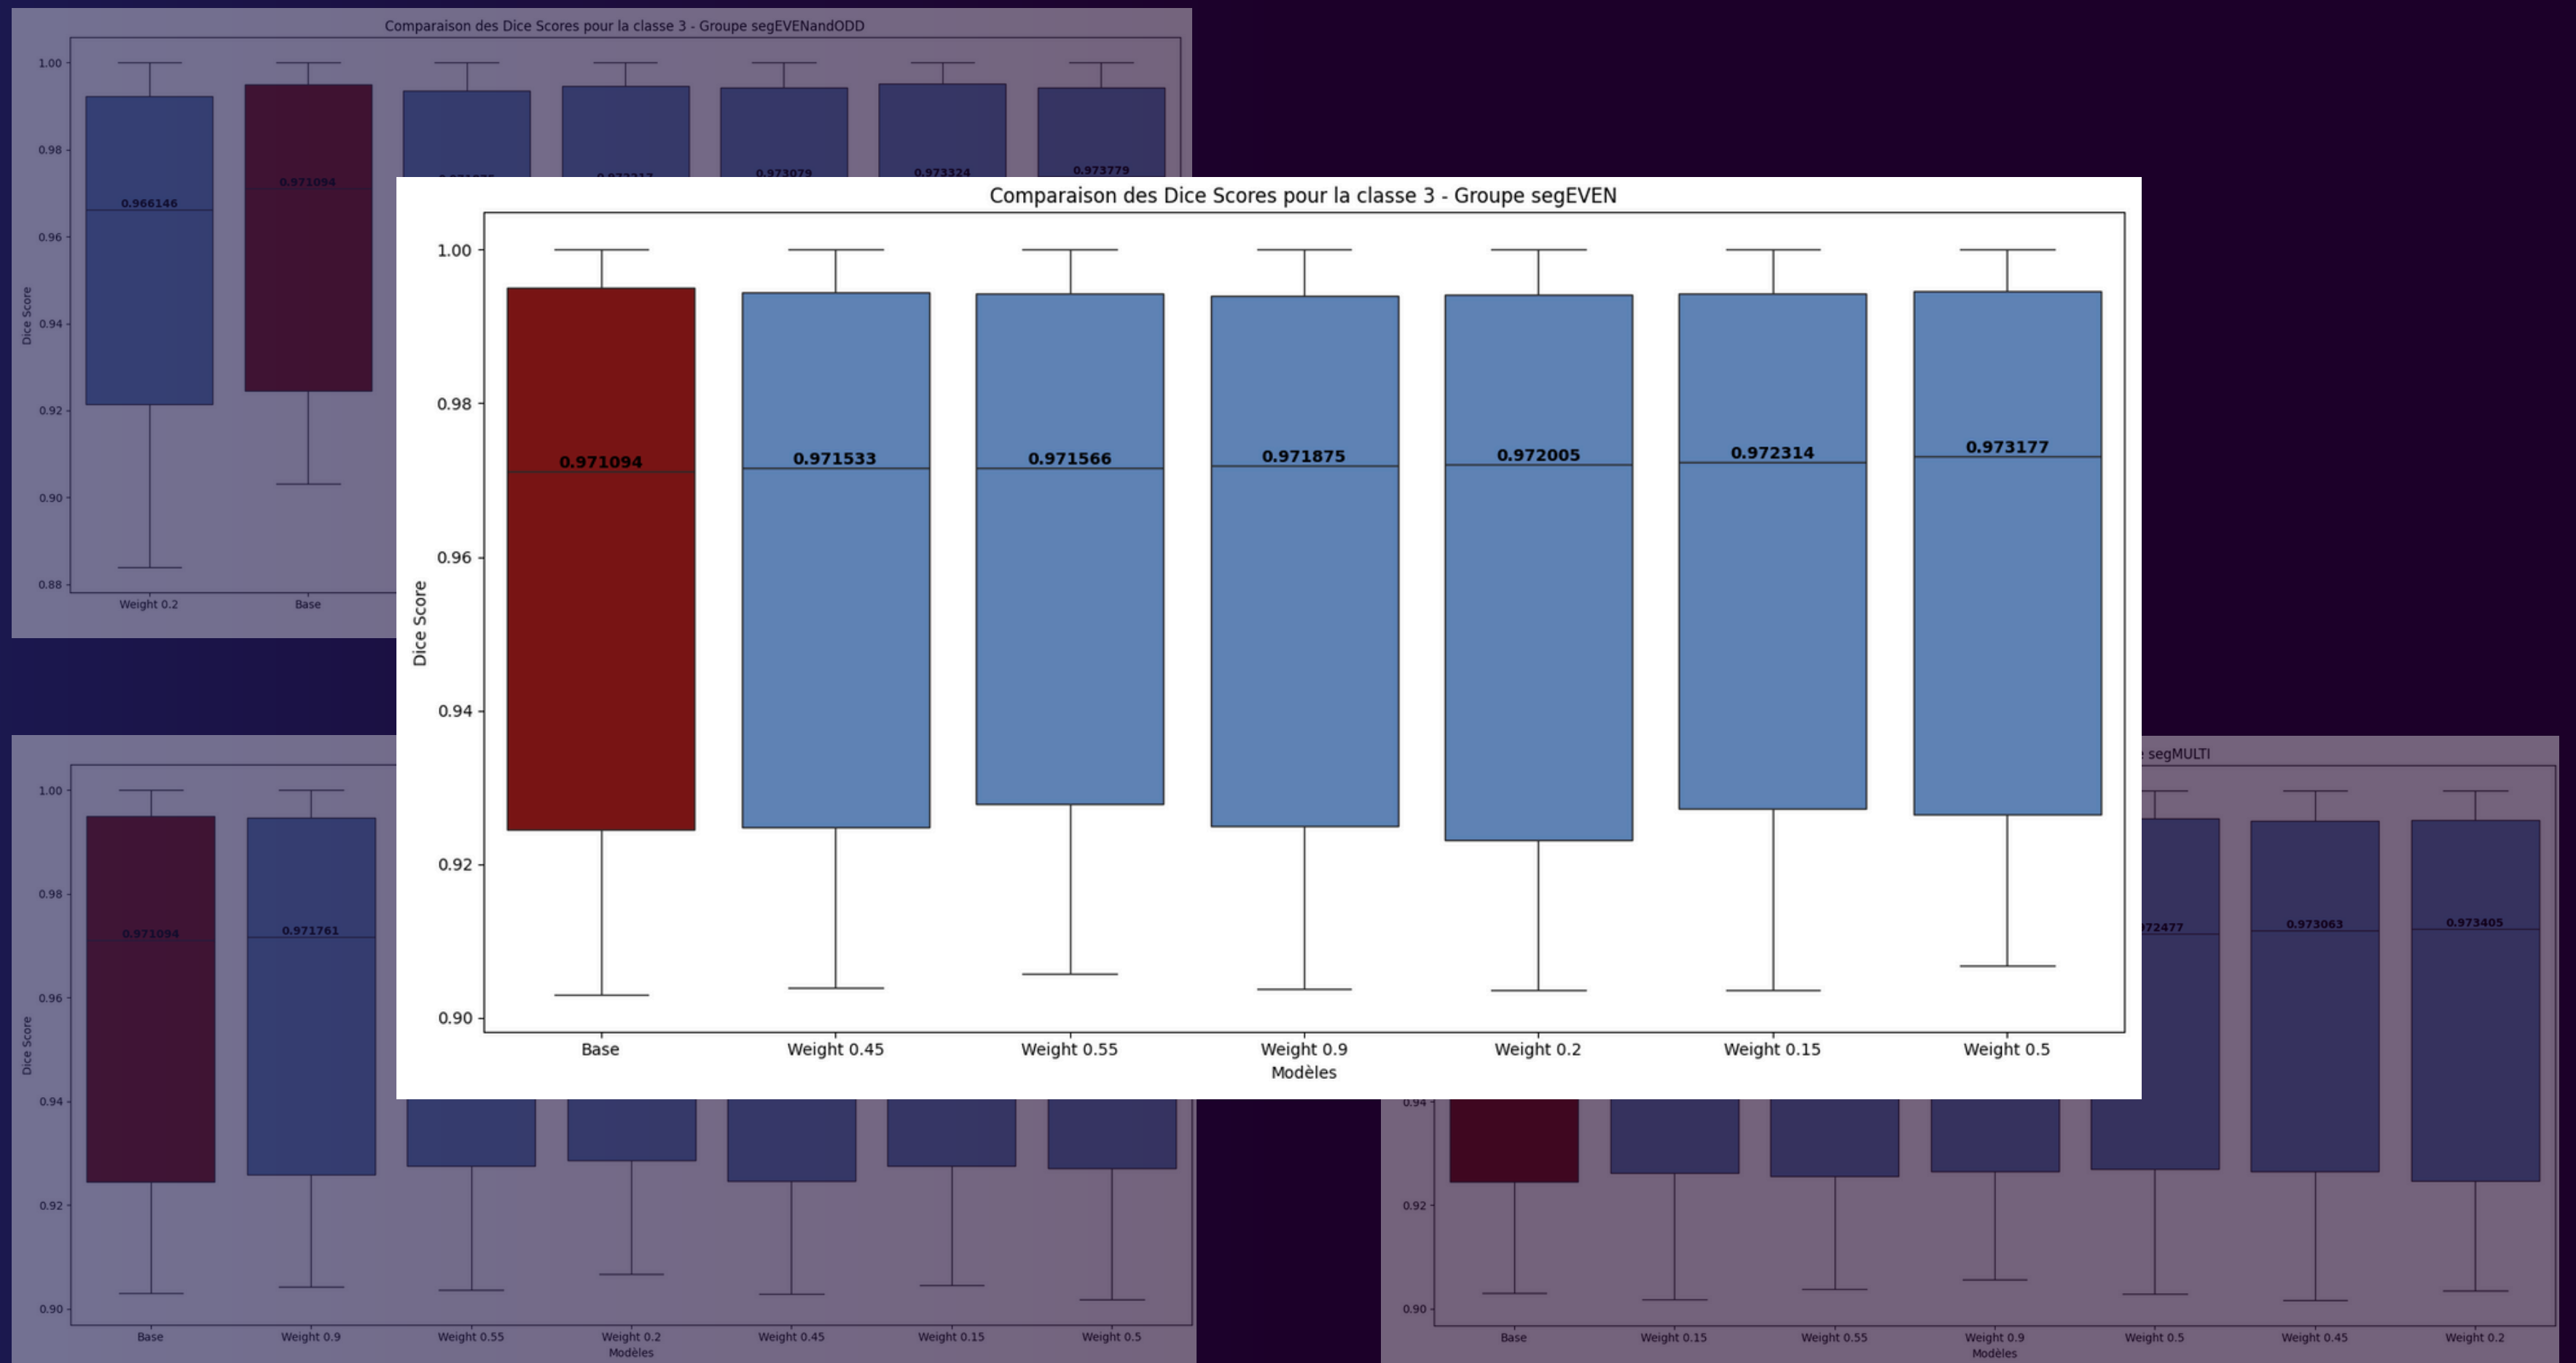 Comparaison des Dice Scores pour la classe 3 - Groupe segEVENandODD
1.00
0.98
0.96
0.94
0.92
0.90
0.88
Dice Score
0.966146
0.971094
0.973079
0.973324
0.973779
Weight 0.2
Base
Comparaison des Dice Scores pour la classe 3 - Groupe segEVEN
1.00
0.98
0.96
0.94
0.92
0.90
Dice Score
0.971094
0.971533
0.971566
0.971875
0.972005
0.972314
0.973177
Base
Weight 0.45
Weight 0.55
Weight 0.9
Weight 0.2
Weight 0.15
Weight 0.5
Modèles
1.00
0.98
0.96
0.94
0.92
0.90
Dice Score
0.971094
0.971761
Base
Weight 0.9
Weight 0.55
Weight 0.2
Weight 0.45
Weight 0.15
Weight 0.5
Modèles
segMULTI
72477
0.973063
0.973405
0.94
0.92
0.90
Base
Weight 0.15
Weight 0.55
Weight 0.9
Weight 0.5
Weight 0.45
Weight 0.2
Modèles